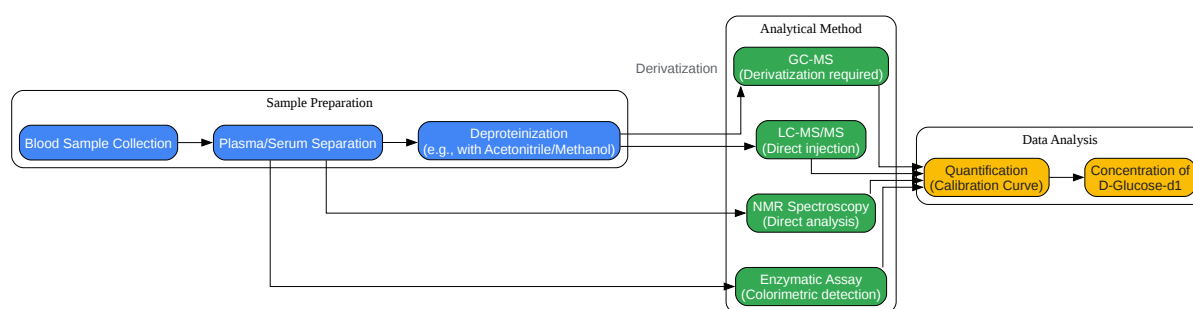 Sample Preparation
Blood Sample Collection
Plasma/Serum Separation
Deproteinization
(e.g., with Acetonitrile/Methanol)
Derivatization
Analytical Method
GC-MS
(Derivatization required)
LC-MS/MS
(Direct injection)
NMR Spectroscopy
(Direct analysis)
Enzymatic Assay
(Colorimetric detection)
Data Analysis
Quantification
(Calibration Curve)
Concentration of
D-Glucose-d1